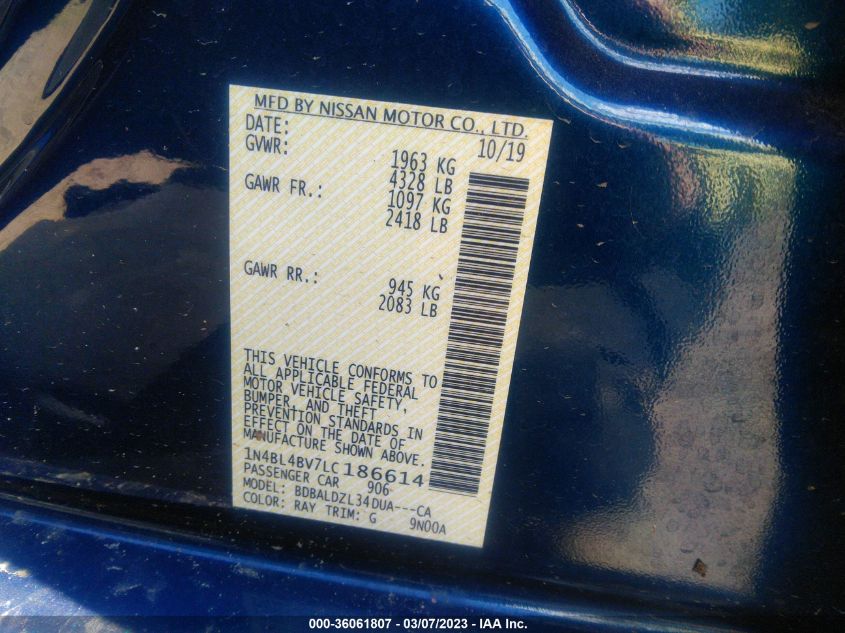 MFD BY NISSAN MOTOR CO., LTD.
DATE: 10/19
GVWR: 1963 KG
4328 LB
GAWR FR.: 1097 KG
2418 LB
GAWR RR.: 945 KG
2083 LB
THIS VEHICLE CONFORMS TO
ALL APPLICABLE FEDERAL
MOTOR VEHICLE SAFETY,
BUMPER, AND THEFT
PREVENTION STANDARDS IN
EFFECT ON THE DATE OF
MANUFACTURE SHOWN ABOVE.
1N4BL4BV7LC186614
PASSENGER CAR 906
MODEL: BDBALDZL34DUA---CA
COLOR: RAY TRIM: G 9N00A
000-36061807 — 03/07/2023 — IAA Inc.